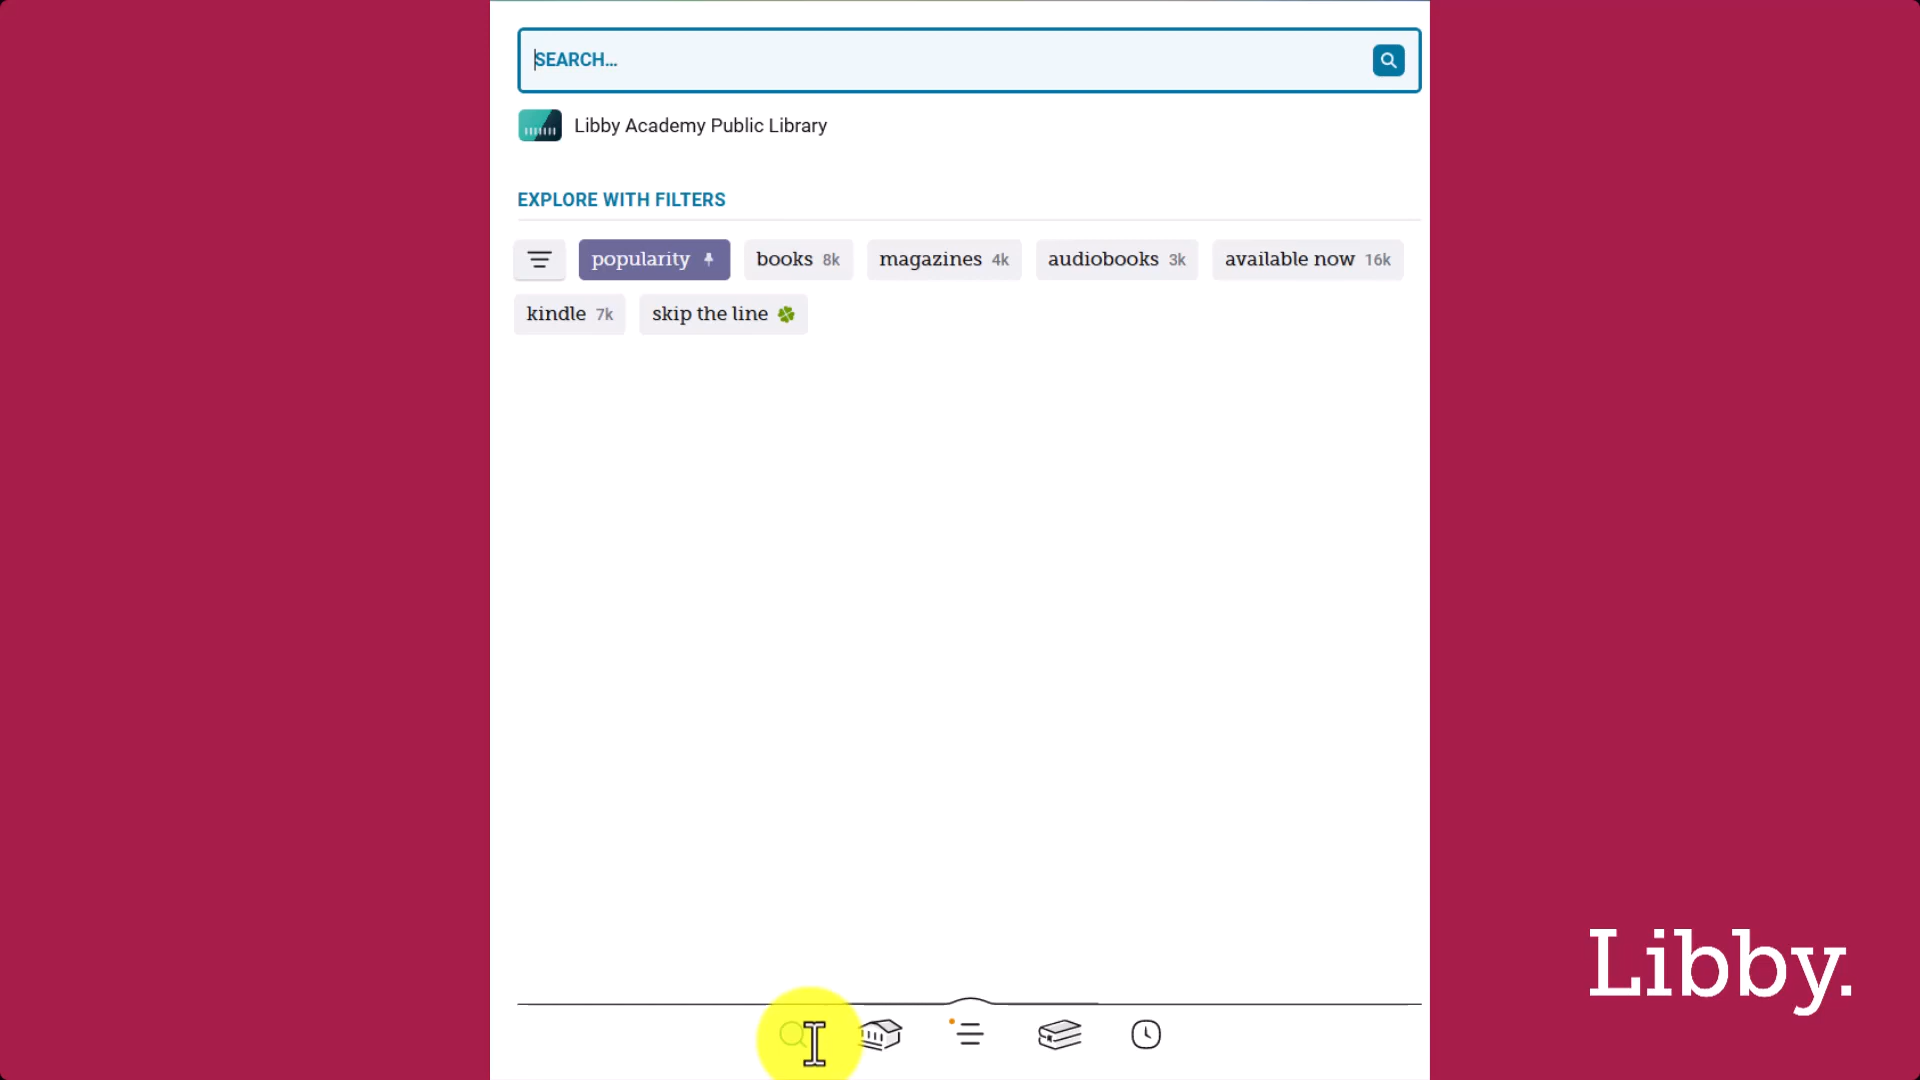 SEARCH...
Libby Academy Public Library
EXPLORE WITH FILTERS
popularity books 8k magazines 4k audiobooks 3k available now 16k
kindle 7k skip the line
Libby.